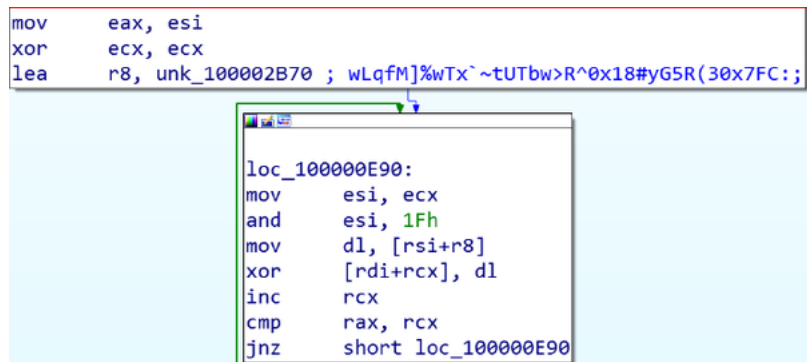 mov eax, esi
xor ecx, ecx
lea r8, unk_100002B70 ; wLqfM]%wTx`~tUTbw>R^0x18#yG5R(30x7FC:;
loc_100000E90:
mov esi, ecx
and esi, 1Fh
mov dl, [rsi+r8]
xor [rdi+rcx], dl
inc rcx
cmp rax, rcx
jnz short loc_100000E90